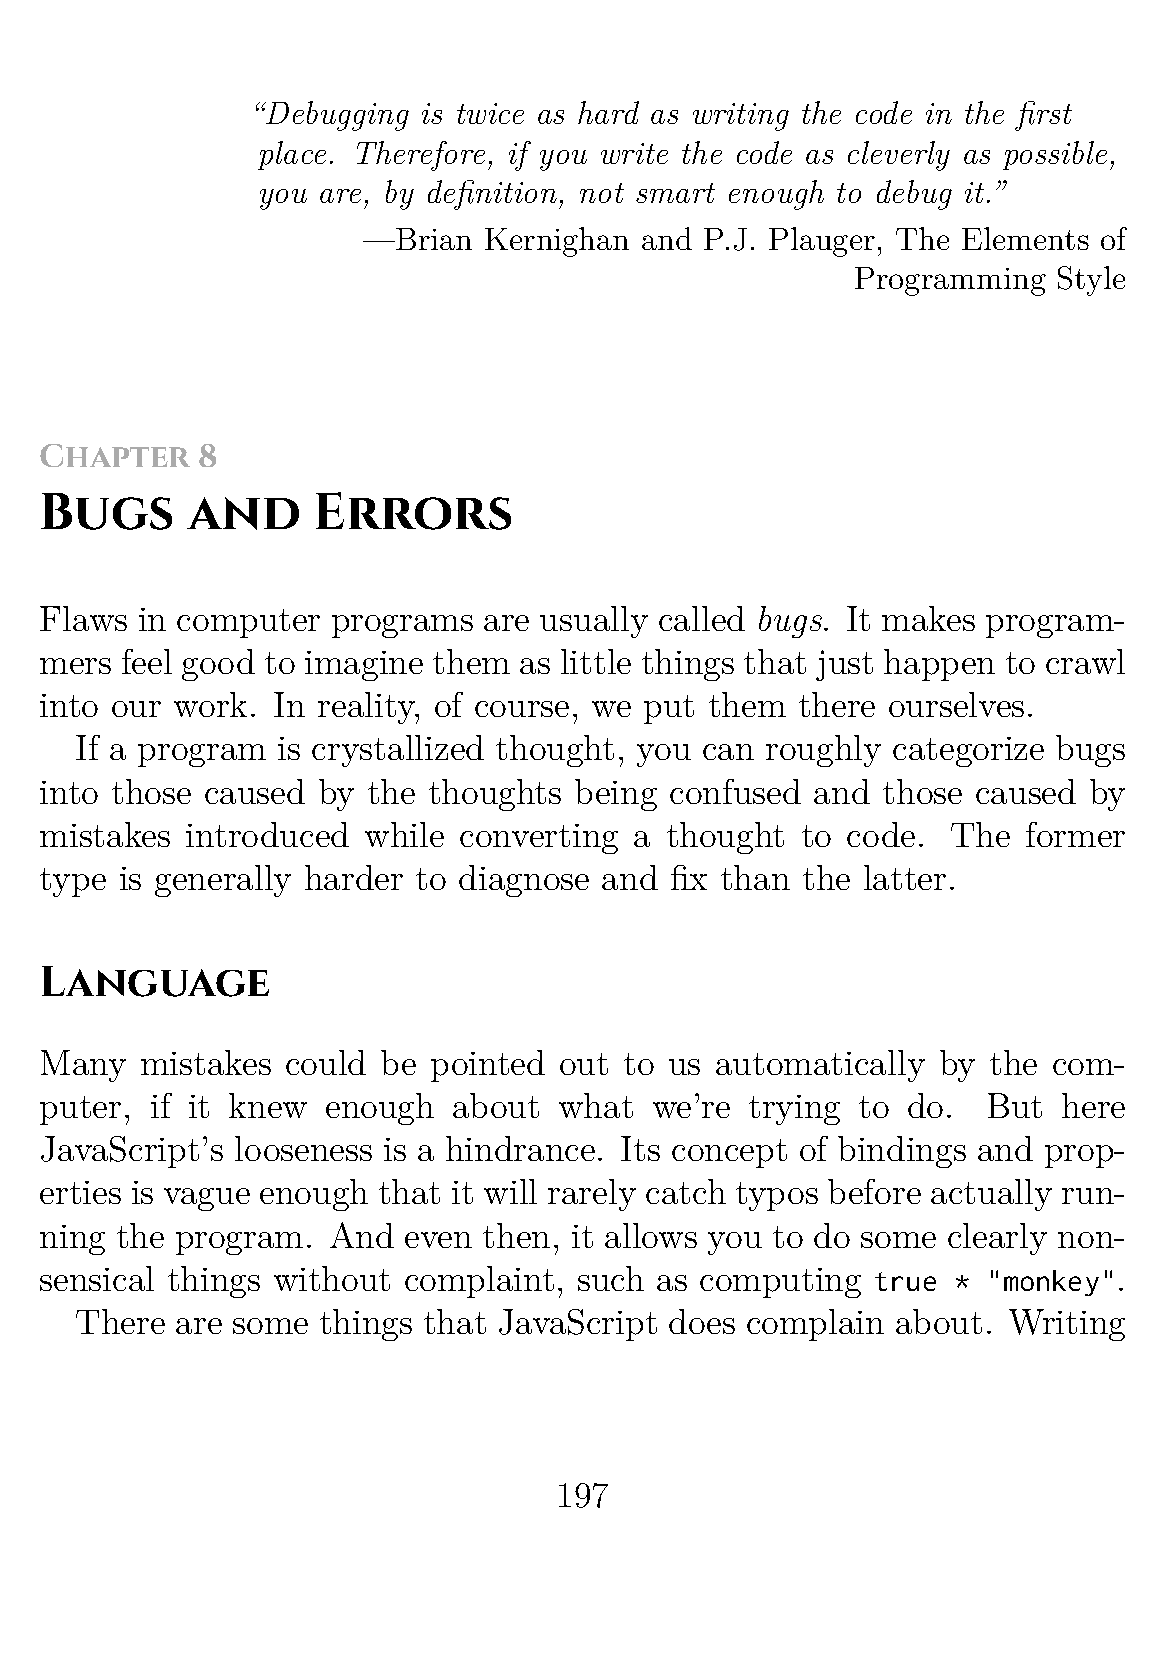 “Debugging is twice as hard as writing the code in the first
place. Therefore, if you write the code as cleverly as possible,
you are, by definition, not smart enough to debug it.”
—Brian Kernighan and P.J. Plauger, The Elements of
Programming Style
Chapter 8
Bugs and Errors
Flaws in computer programs are usually called bugs. It makes program-
mers feel good to imagine them as little things that just happen to crawl
into our work. In reality, of course, we put them there ourselves.
If a program is crystallized thought, you can roughly categorize bugs
into those caused by the thoughts being confused and those caused by
mistakes introduced while converting a thought to code. The former
type is generally harder to diagnose and fix than the latter.
Language
Many mistakes could be pointed out to us automatically by the com-
puter, if it knew enough about what we’re trying to do. But here
JavaScript’s looseness is a hindrance. Its concept of bindings and prop-
erties is vague enough that it will rarely catch typos before actually run-
ning the program. And even then, it allows you to do some clearly non-
sensical things without complaint, such as computing true * "monkey".
There are some things that JavaScript does complain about. Writing
197